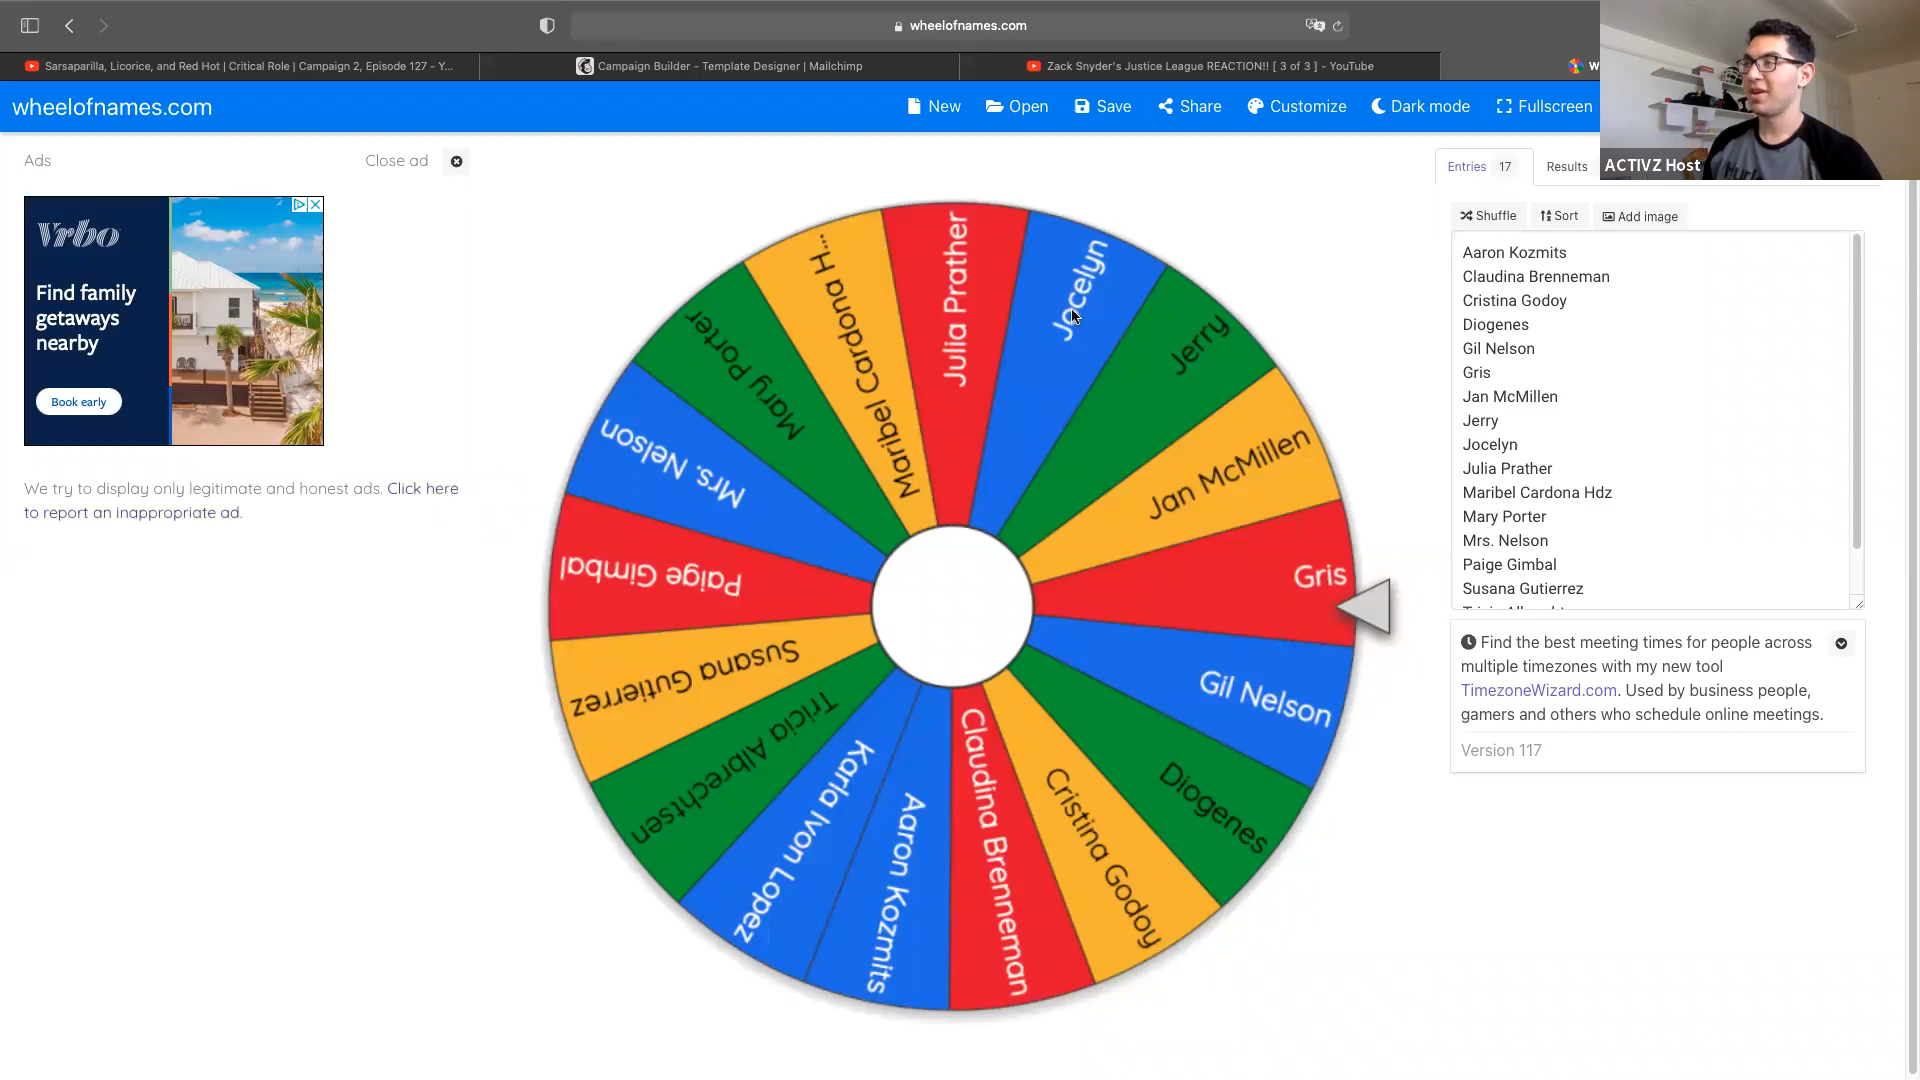 wheelofnames.com
Sarsaparilla, Licorice, and Red Hot | Critical Role | Campaign 2, Episode 127 - Y...
Campaign Builder - Template Designer | Mailchimp
Zack Snyder's Justice League REACTION!! [ 3 of 3 ] - YouTube
W
wheelofnames.com
New
Open
Save
Share
Customize
Dark mode
Fullscreen
ACTIVZ Host
Ads
Close ad
Vrbo
Find family
getaways
nearby
Book early
We try to display only legitimate and honest ads. Click here
to report an inappropriate ad.
Julia Prather
Jocelyn
Jerry
Jan McMillen
Gris
Gil Nelson
Diogenes
Cristina Godoy
Claudina Brenneman
Aaron Kozmits
Karla Ivon Lopez
Tricia Albrechtsen
Susana Gutierrez
Paige Gimbal
Mrs. Nelson
Mary Porter
Maribel Cardona H...
Entries 17
Results
Shuffle
Sort
Add image
Aaron Kozmits
Claudina Brenneman
Cristina Godoy
Diogenes
Gil Nelson
Gris
Jan McMillen
Jerry
Jocelyn
Julia Prather
Maribel Cardona Hdz
Mary Porter
Mrs. Nelson
Paige Gimbal
Susana Gutierrez
Find the best meeting times for people across
multiple timezones with my new tool
TimezoneWizard.com. Used by business people,
gamers and others who schedule online meetings.
Version 117